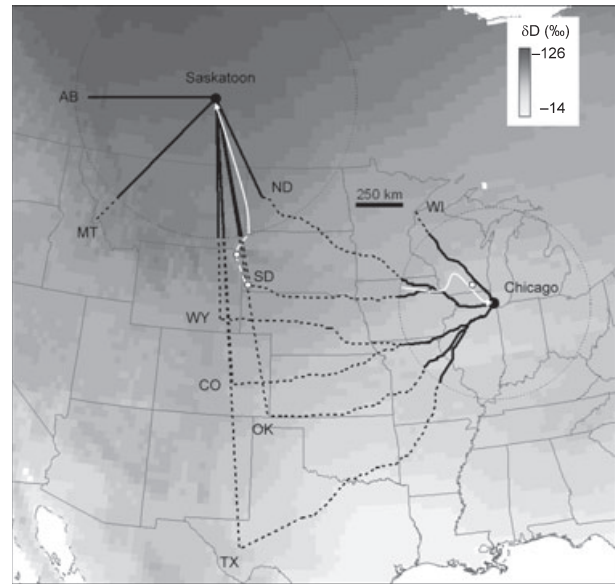 δD (‰)
–126
–14
Saskatoon
AB
ND
250 km
WI
MT
SD
Chicago
WY
CO
OK
TX